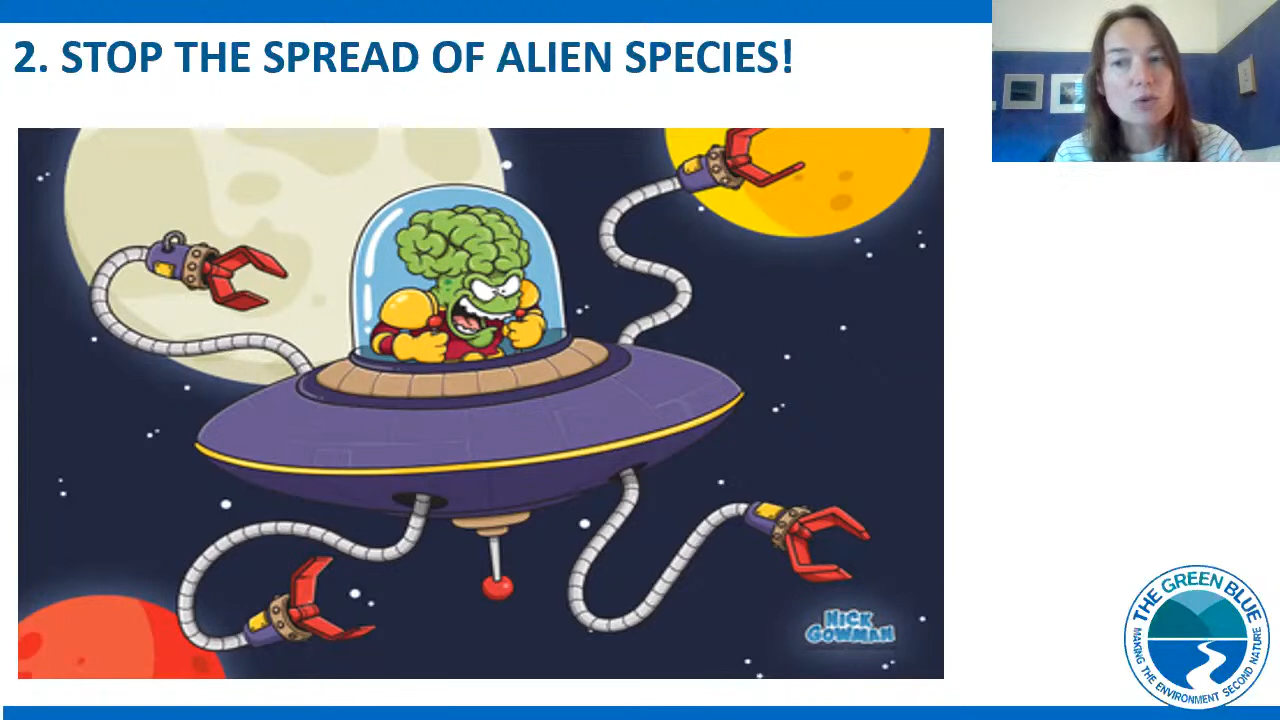 2. STOP THE SPREAD OF ALIEN SPECIES!
NICK
GOWMAN
THE GREEN BLUE
MAKING THE ENVIRONMENT SECOND NATURE